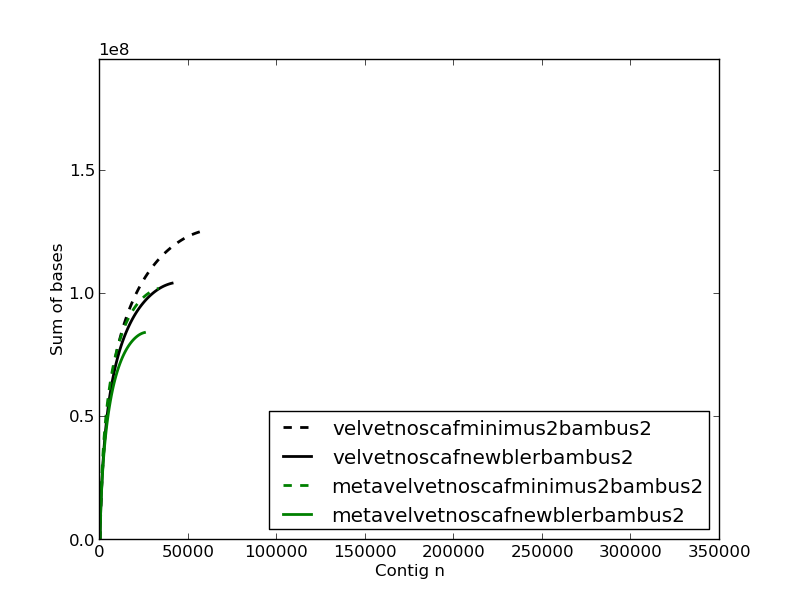 1e8
1.5
1.0
0.5
0.0
Sum of bases
velvetnoscafminimus2bambus2
velvetnoscafnewblerbambus2
metavelvetnoscafminimus2bambus2
metavelvetnoscafnewblerbambus2
0 50000 100000 150000 200000 250000 300000 350000
Contig n